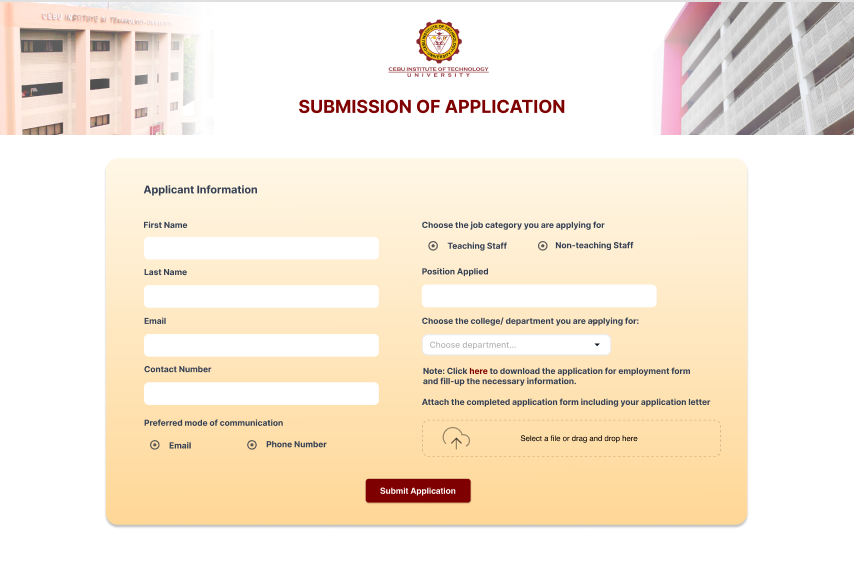 CEBU INSTITUTE OF TECHNOLOGY
CEBU INSTITUTE OF TECHNOLOGY
UNIVERSITY
SUBMISSION OF APPLICATION
Applicant Information
First Name
Last Name
Email
Contact Number
Preferred mode of communication
Email
Phone Number
Choose the job category you are applying for
Teaching Staff
Non-teaching Staff
Position Applied
Choose the college/ department you are applying for:
Choose department...
Note: Click here to download the application for employment form
and fill-up the necessary information.
Attach the completed application form including your application letter
Select a file or drag and drop here
Submit Application